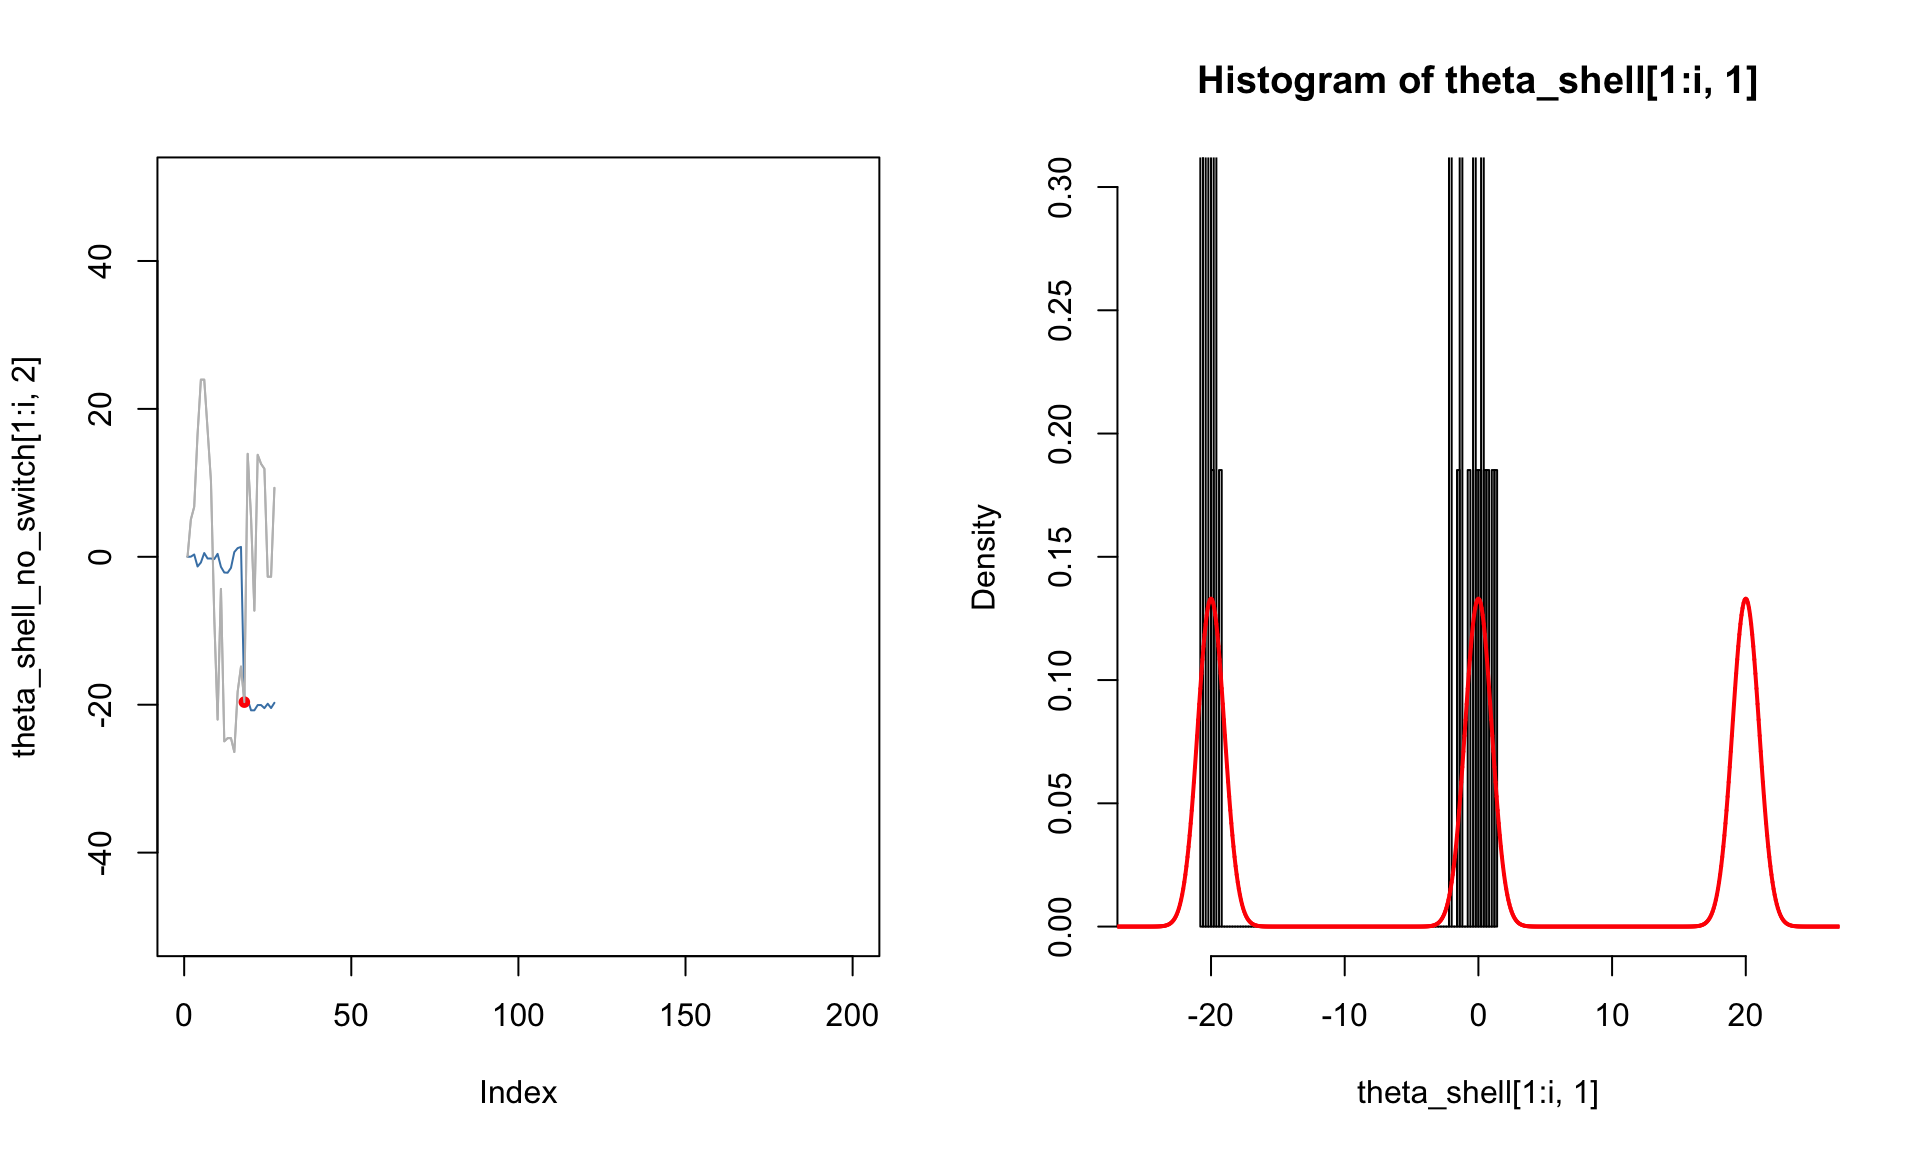 theta_shell_no_switch[1:i, 2]
40
20
0
-20
-40
0 50 100 150 200
Index
Histogram of theta_shell[1:i, 1]
Density
0.30
0.25
0.20
0.15
0.10
0.05
0.00
-20 -10 0 10 20
theta_shell[1:i, 1]